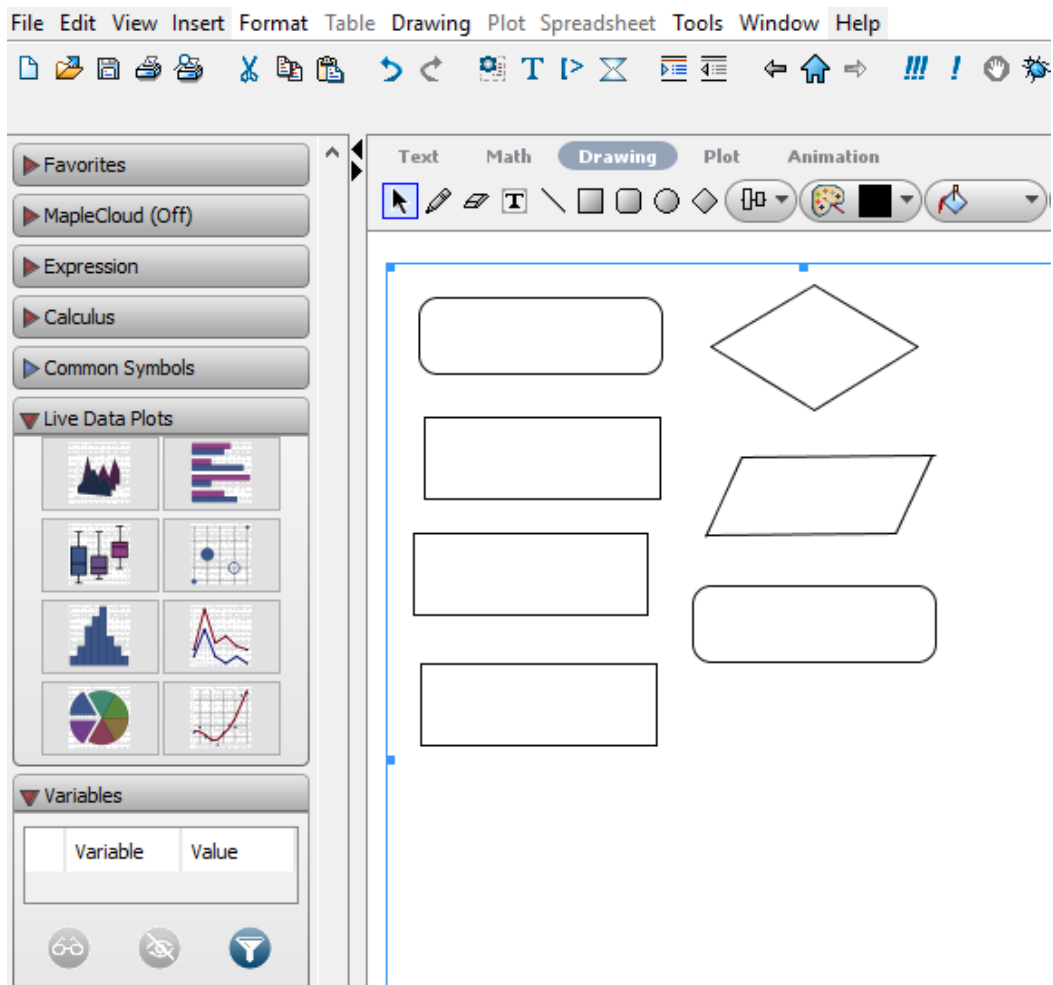 File Edit View Insert Format Table Drawing Plot Spreadsheet Tools Window Help
Text Math Drawing Plot Animation
Favorites
MapleCloud (Off)
Expression
Calculus
Common Symbols
Live Data Plots
Variables
Variable Value